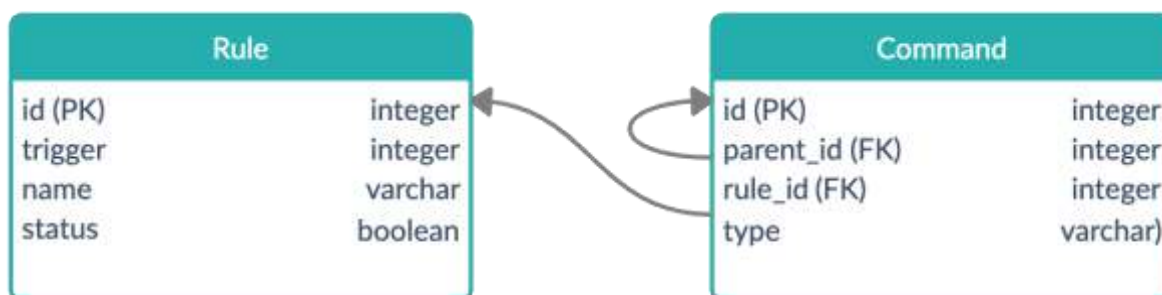 Rule
id (PK) integer
trigger integer
name varchar
status boolean
Command
id (PK) integer
parent_id (FK) integer
rule_id (FK) integer
type varchar)